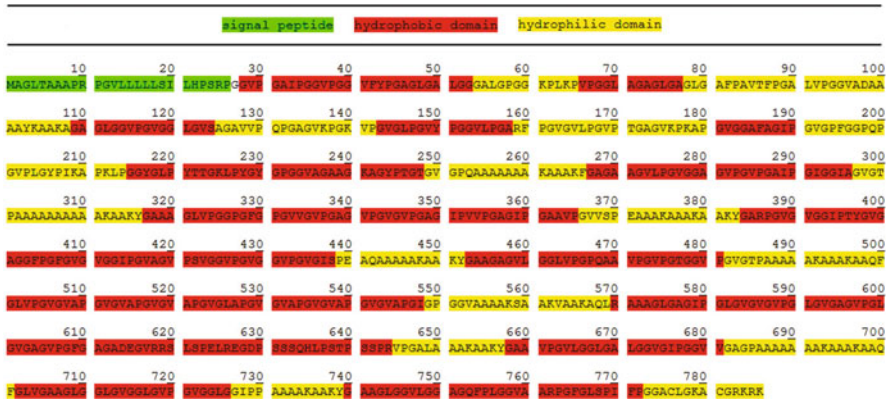 signal peptide hydrophobic domain hydrophilic domain
10 20 30 40 50 60 70 80 90 100
MAGLTAAAPR PGVLLLLLSI LHPSRPGGVP GAIPGGVPGG VFYPGAGLGA LGGGALGPGG KPLKPVPGGL AGAGLGAGLG AFPAVTFPGA LVPGGVADAA
110 120 130 140 150 160 170 180 190 200
AAYKAAKAGA GLGGVPGVGG LGVSAGAVVP QPGAGVKPGK VPGVGLPGVY PGGVLPGARF PGVGVLPGVP TGAGVKPKAP GVGGAFAGIP GVGPFGGPQP
210 220 230 240 250 260 270 280 290 300
GVPLGYPIKA PKLPGGYGLP YTTGKLPYGY GPGGVAGAAG KAGYPTGTGV GPQAAAAAAA KAAAKFGAGA AGVLPGVGGA GVPGVPGAIP GIGGIAGVGT
310 320 330 340 350 360 370 380 390 400
PAAAAAAAAA AKAAKYGAAA GLVPGGPGFG PGVVGVPGAG VPGVGVPGAG IPVVPGAGIP GAAVPGVVSP EAAAKAAAKA AKYGARPGVG VGGIPTYGVG
410 420 430 440 450 460 470 480 490 500
AGGFPGFGVG VGGIPGVAGV PSVGGVPGVG GVPGVGISPE AQAAAAAKAA KYGAAGAGVL GGLVPGPQAA VPGVPGTGGV PGVGTPAAAA AKAAAKAAQF
510 520 530 540 550 560 570 580 590 600
GLVPGVGVAP GVGVAPGVGV APGVGLAPGV GVAPGVGVAP GVGVAPGIGP GGVAAAAKSA AKVAAKAQLR AAAGLGAGIP GLGVGVGVPG LGVGAGVPGL
610 620 630 640 650 660 670 680 690 700
GVGAGVPGFG AGADEGVRRS LSPELREGDP SSSQHLPSTP SSPRVPGALA AAKAAKYGAA VPGVLGGLGA LGGVGIPGGV VGAGPAAAAA AAKAAAKAAQ
710 720 730 740 750 760 770 780
FGLVGAAGLG GLGVGGLGVP GVGGLGGIPP AAAAKAAKYG AAGLGGVLGG AGQFPLGGVA ARPGFGLSPI FPGGACLGKA CGRKRK